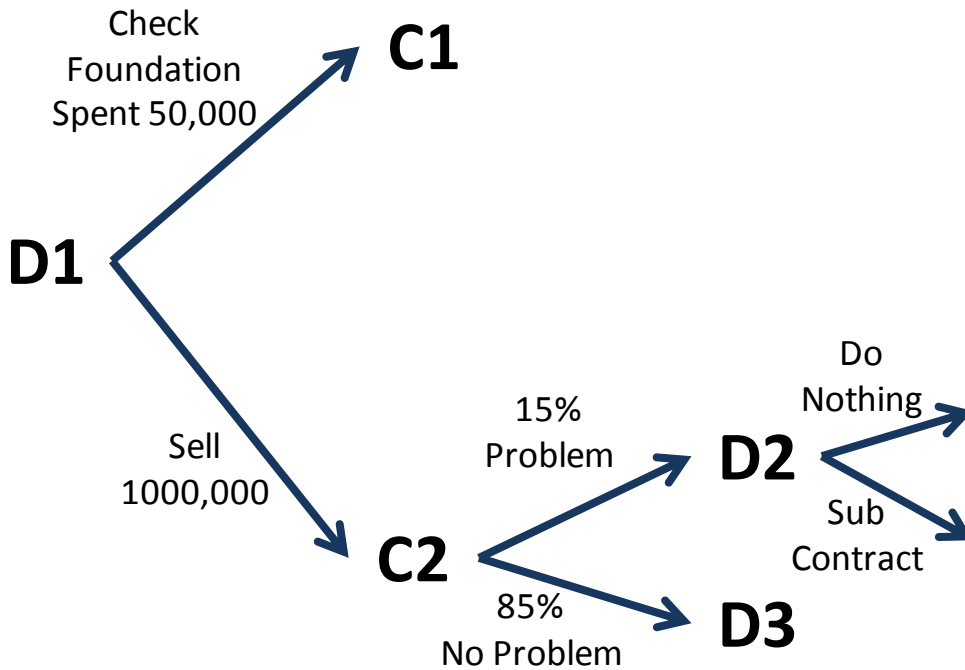 Check
Foundation
Spent 50,000
C1
D1
Sell
1000,000
C2
15%
Problem
85%
No Problem
D2
D3
Do
Nothing
Sub
Contract